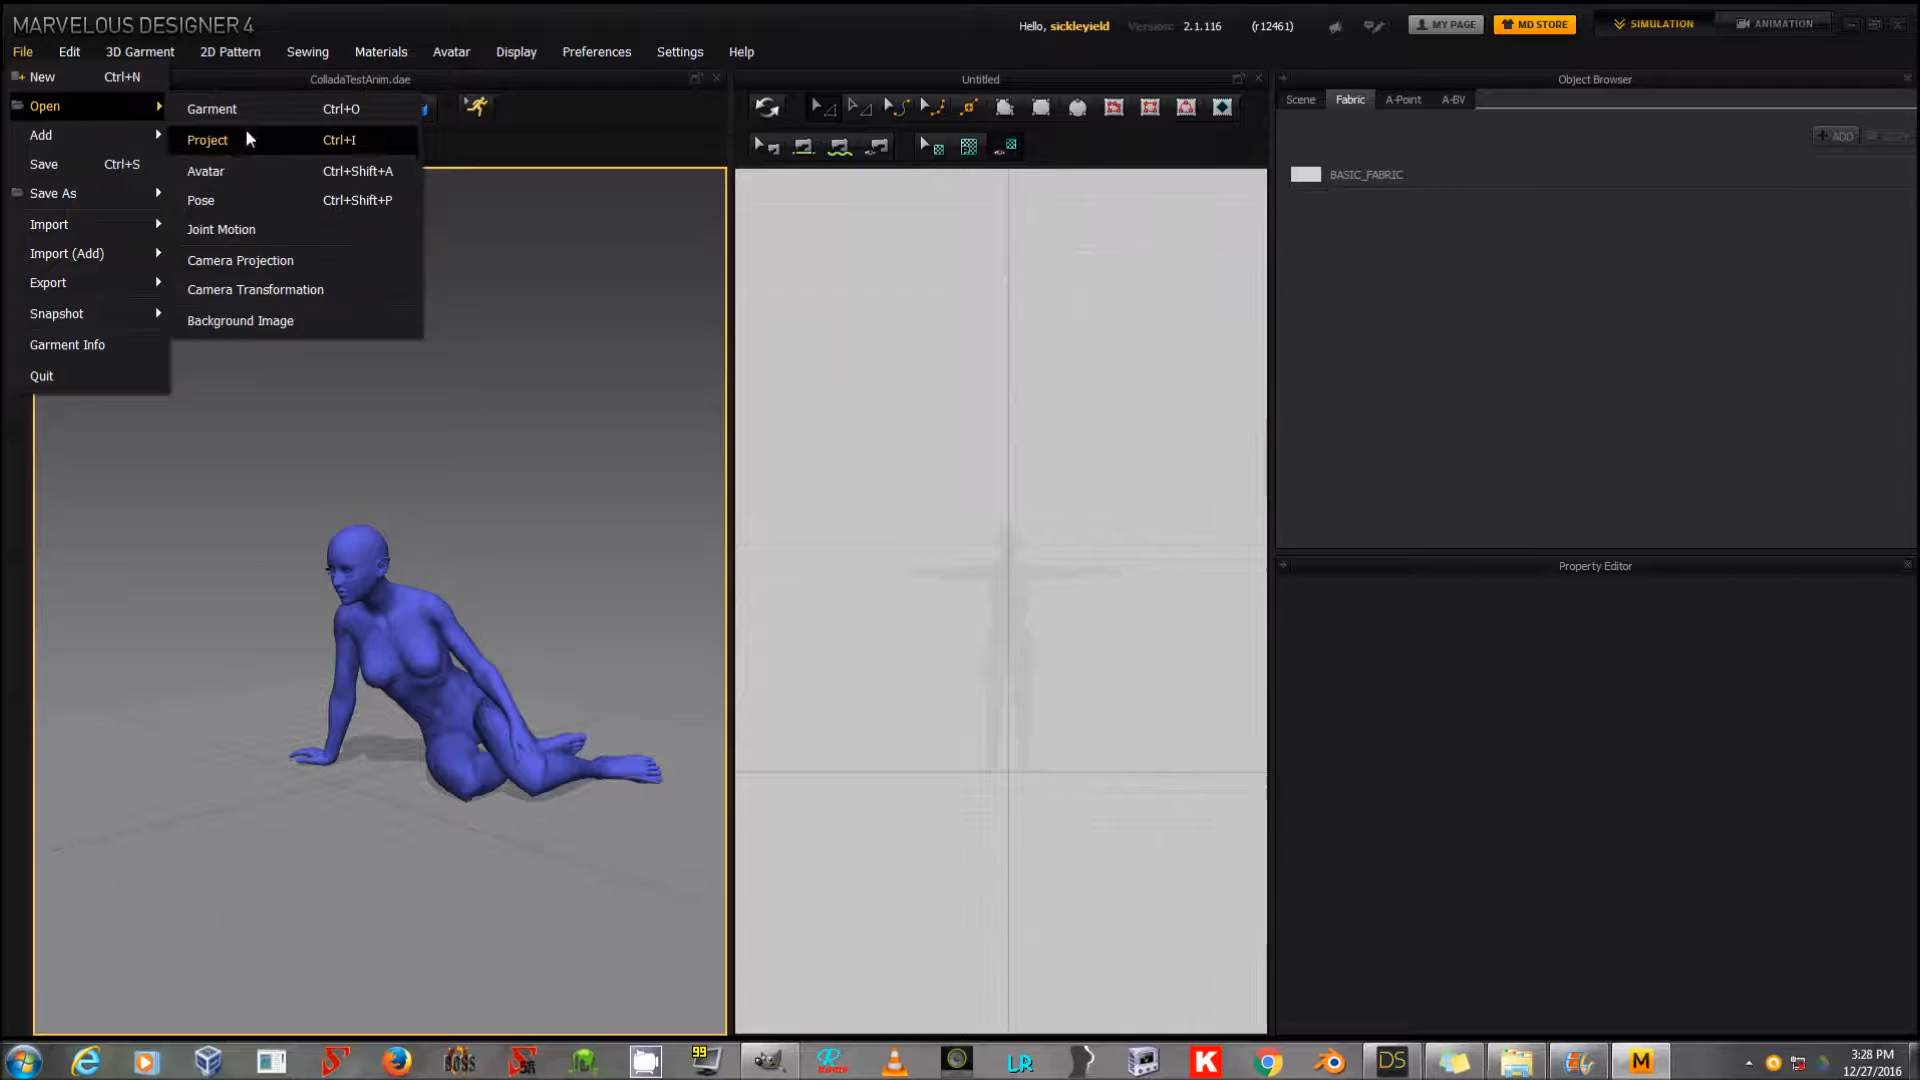 MARVELOUS DESIGNER 4
Hello, sickleyield Version: 2.1.116 (r12461) MY PAGE MD STORE SIMULATION ANIMATION
File Edit 3D Garment 2D Pattern Sewing Materials Avatar Display Preferences Settings Help
New Ctrl+N
Open
Add
Save Ctrl+S
Save As
Import
Import (Add)
Export
Snapshot
Garment Info
Quit
ColladaTestAnim.dae
Garment Ctrl+O
Project Ctrl+I
Avatar Ctrl+Shift+A
Pose Ctrl+Shift+P
Joint Motion
Camera Projection
Camera Transformation
Background Image
Untitled
Object Browser
Scene Fabric A-Point A-BV
+ ADD
BASIC_FABRIC
Property Editor
BOSS
99
LR
K
DS
M
3:28 PM
12/27/2016